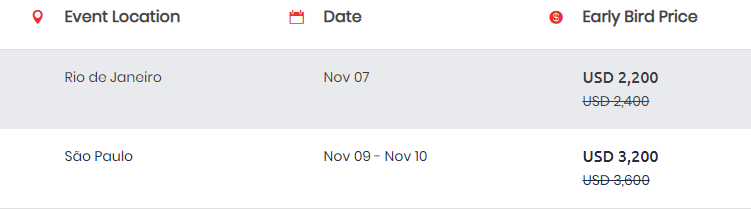 Event Location Date Early Bird Price
Rio de Janeiro Nov 07 USD 2,200
USD 2,400
São Paulo Nov 09 - Nov 10 USD 3,200
USD 3,600